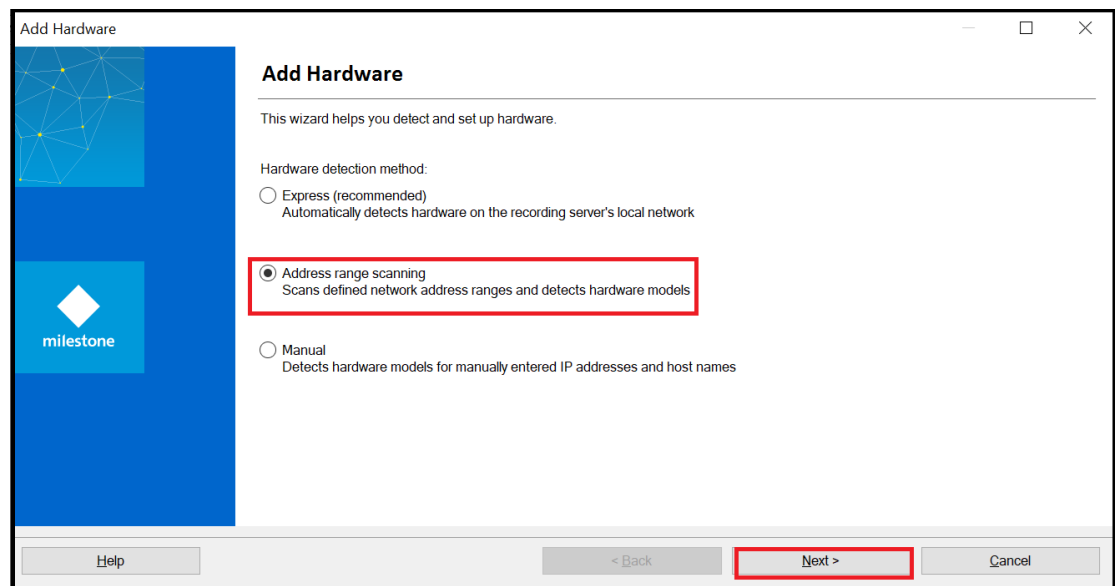 Add Hardware
Add Hardware
This wizard helps you detect and set up hardware.
Hardware detection method:
Express (recommended)
Automatically detects hardware on the recording server's local network
Address range scanning
Scans defined network address ranges and detects hardware models
milestone
Manual
Detects hardware models for manually entered IP addresses and host names
Help
< Back
Next >
Cancel